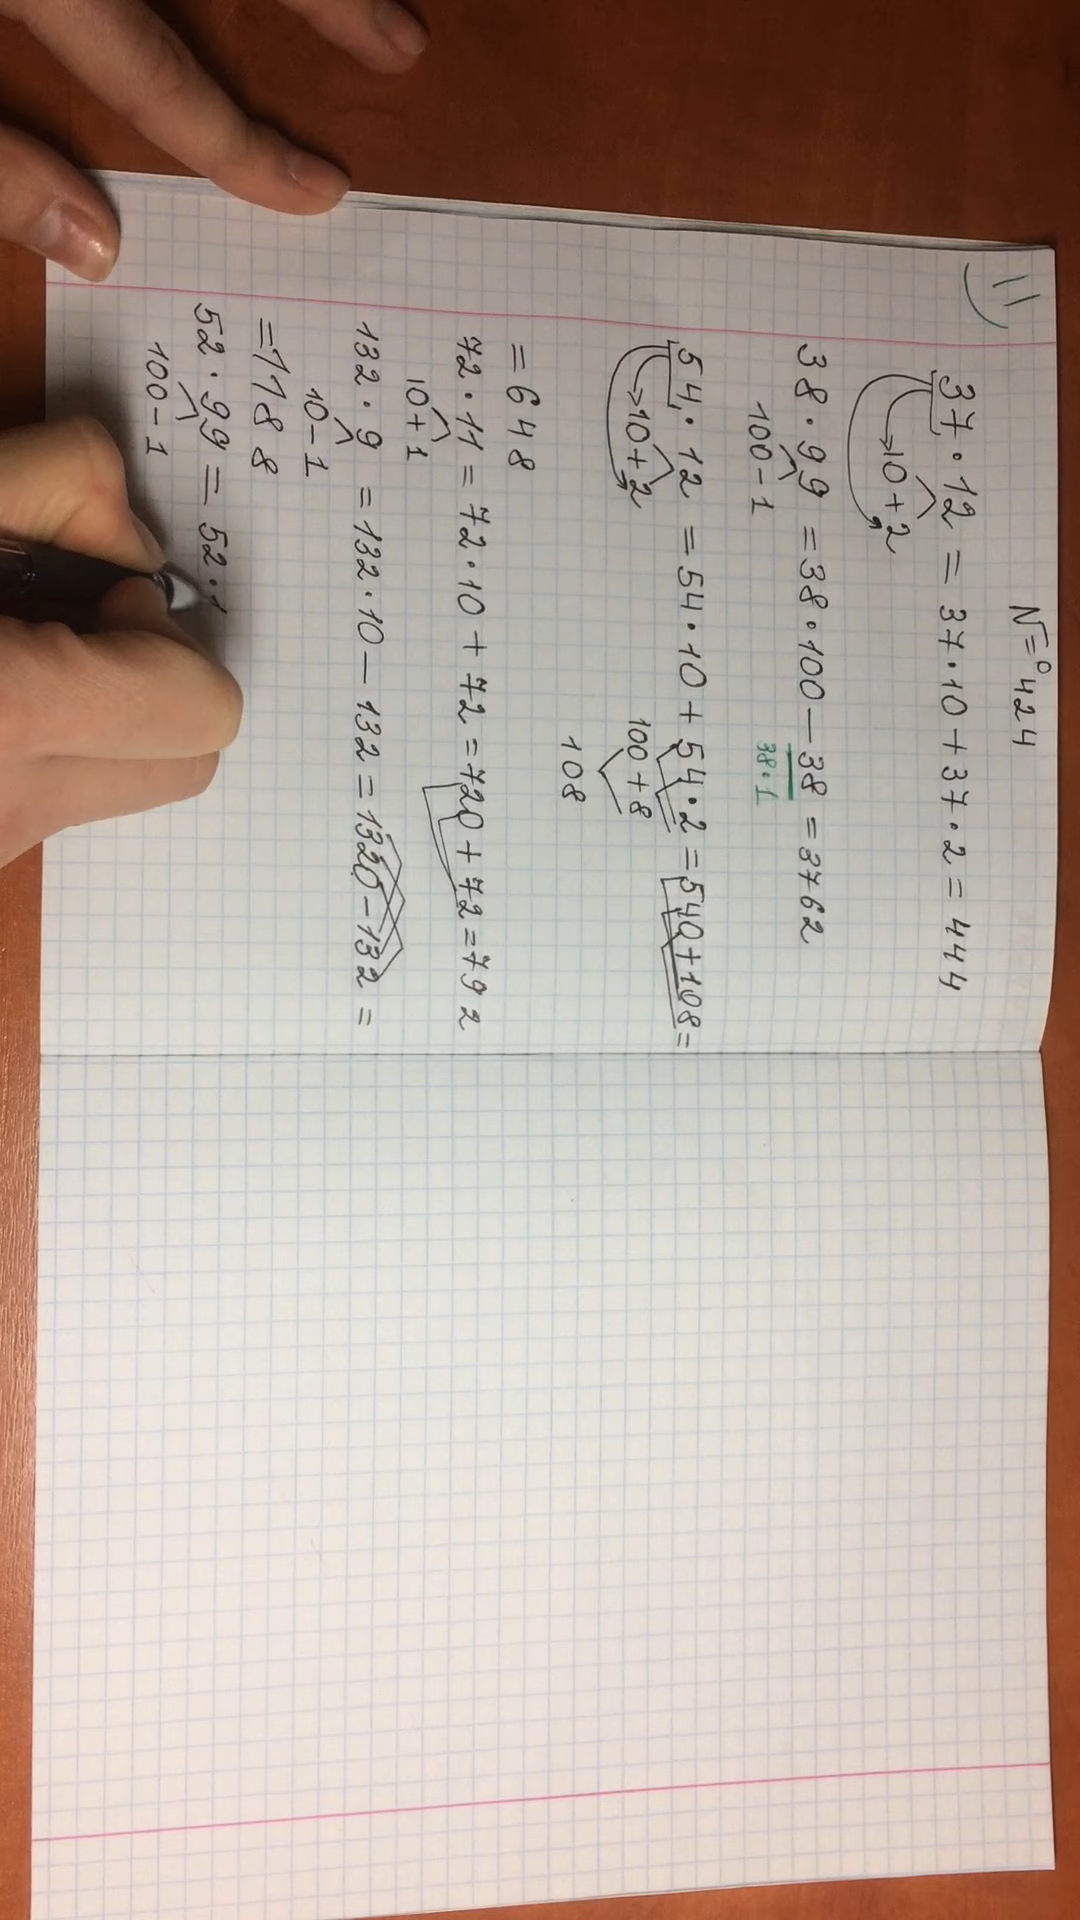 N=º 424
11)
37 · 12 = 37 · 10 + 37 · 2 = 444
10 + 2
38 · 99 = 38 · 100 — 38 = 3762
100 - 1
38 · 1
54 · 12 = 54 · 10 + 54 · 2 = 540 + 108 =
10 + 2
100 + 8
108
= 648
72 · 11 = 72 · 10 + 72 = 720 + 72 = 792
10 + 1
132 · 9 = 132 · 10 — 132 = 1320 - 132 =
10 - 1
= 1188
52 · 99 = 52 · 1
100 - 1